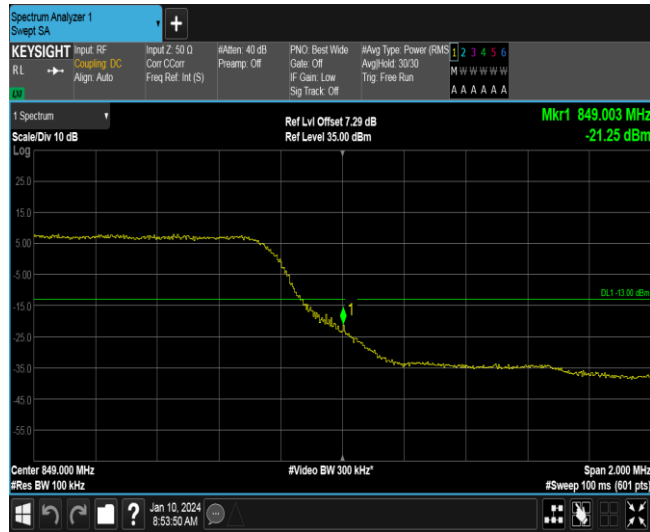 Spectrum Analyzer 1
Swept SA
KEYSIGHT
RL
LXI
Input: RF
Coupling: DC
Align: Auto
Input Z: 50 Ω
Corr CCorr
Freq Ref: Int (S)
#Atten: 40 dB
Preamp: Off
PNO: Best Wide
Gate: Off
IF Gain: Low
Sig Track: Off
#Avg Type: Power (RMS
Avg|Hold: 30/30
Trig: Free Run
1 2 3 4 5 6
M W W W W W
A A A A A A
1 Spectrum
Scale/Div 10 dB
Ref Lvl Offset 7.29 dB
Ref Level 35.00 dBm
Mkr1 849.003 MHz
-21.25 dBm
Log
25.0
15.0
5.00
-5.00
DL1 -13.00 dBm
-15.0
1
-25.0
-35.0
-45.0
-55.0
Center 849.000 MHz
#Res BW 100 kHz
#Video BW 300 kHz*
Span 2.000 MHz
#Sweep 100 ms (601 pts)
?
Jan 10, 2024
8:53:50 AM